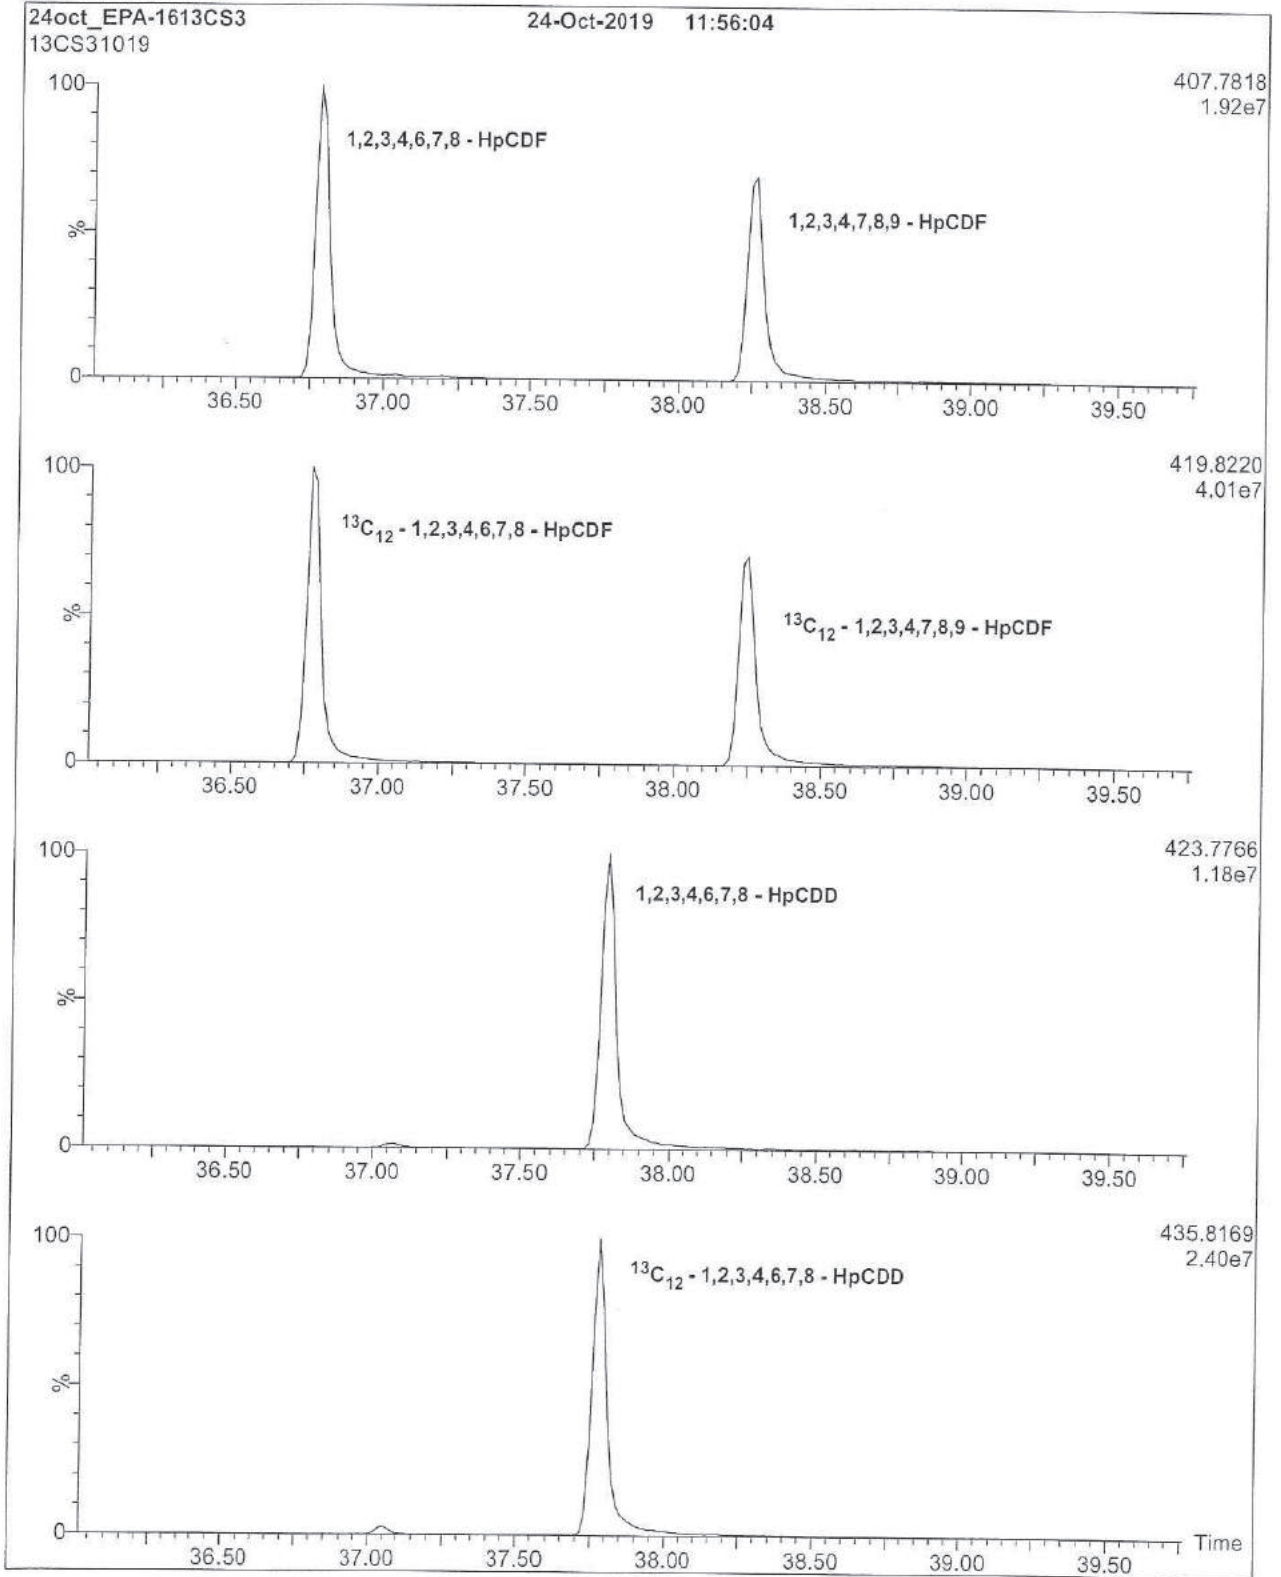 24oct_EPA-1613CS3 24-Oct-2019 11:56:04
13CS31019
407.7818
1.92e7
100
%
0
1,2,3,4,6,7,8 - HpCDF
1,2,3,4,7,8,9 - HpCDF
36.50 37.00 37.50 38.00 38.50 39.00 39.50
419.8220
4.01e7
100
%
0
¹³C₁₂ - 1,2,3,4,6,7,8 - HpCDF
¹³C₁₂ - 1,2,3,4,7,8,9 - HpCDF
36.50 37.00 37.50 38.00 38.50 39.00 39.50
423.7766
1.18e7
100
%
0
1,2,3,4,6,7,8 - HpCDD
36.50 37.00 37.50 38.00 38.50 39.00 39.50
435.8169
2.40e7
100
%
0
¹³C₁₂ - 1,2,3,4,6,7,8 - HpCDD
36.50 37.00 37.50 38.00 38.50 39.00 39.50 Time